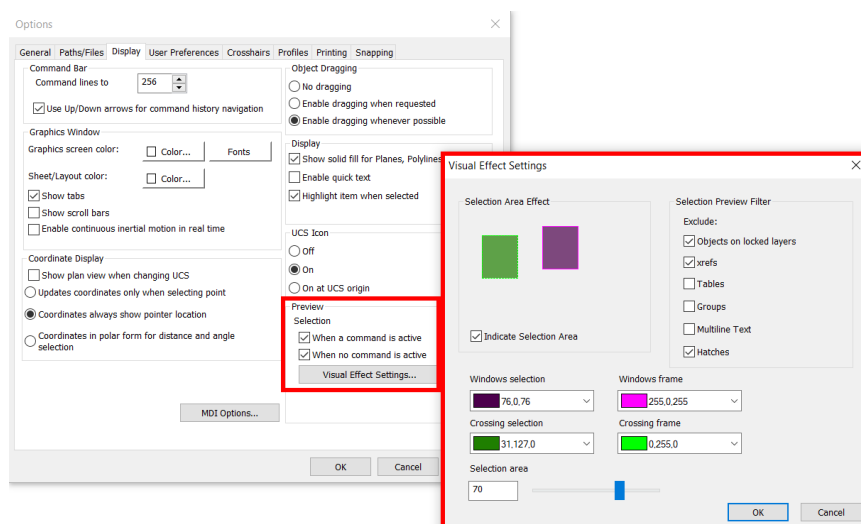 Options
General Paths/Files Display User Preferences Crosshairs Profiles Printing Snapping
Command Bar
Command lines to 256
Use Up/Down arrows for command history navigation
Graphics Window
Graphics screen color: Color... Fonts
Sheet/Layout color: Color...
Show tabs
Show scroll bars
Enable continuous inertial motion in real time
Coordinate Display
Show plan view when changing UCS
Updates coordinates only when selecting point
Coordinates always show pointer location
Coordinates in polar form for distance and angle
selection
MDI Options...
Object Dragging
No dragging
Enable dragging when requested
Enable dragging whenever possible
Display
Show solid fill for Planes, Polylines
Enable quick text
Highlight item when selected
UCS Icon
Off
On
On at UCS origin
Preview
Selection
When a command is active
When no command is active
Visual Effect Settings...
OK Cancel
Visual Effect Settings
Selection Area Effect
Indicate Selection Area
Selection Preview Filter
Exclude:
Objects on locked layers
xrefs
Tables
Groups
Multiline Text
Hatches
Windows selection Windows frame
76,0,76 255,0,255
Crossing selection Crossing frame
31,127,0 0,255,0
Selection area
70
OK Cancel